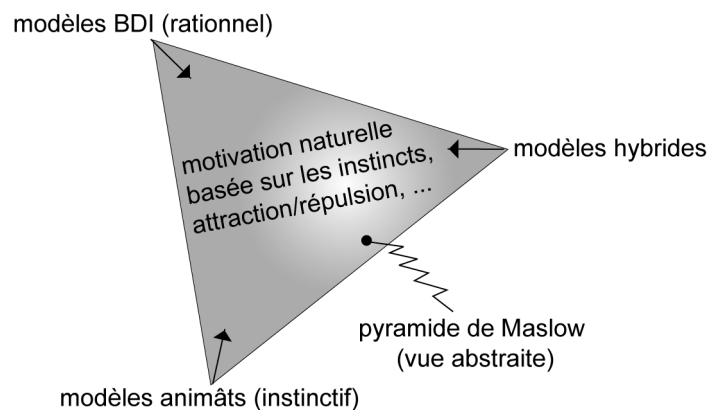 modèles BDI (rationnel)
motivation naturelle
basée sur les instincts,
attraction/répulsion, ...
modèles hybrides
pyramide de Maslow
(vue abstraite)
modèles animâts (instinctif)